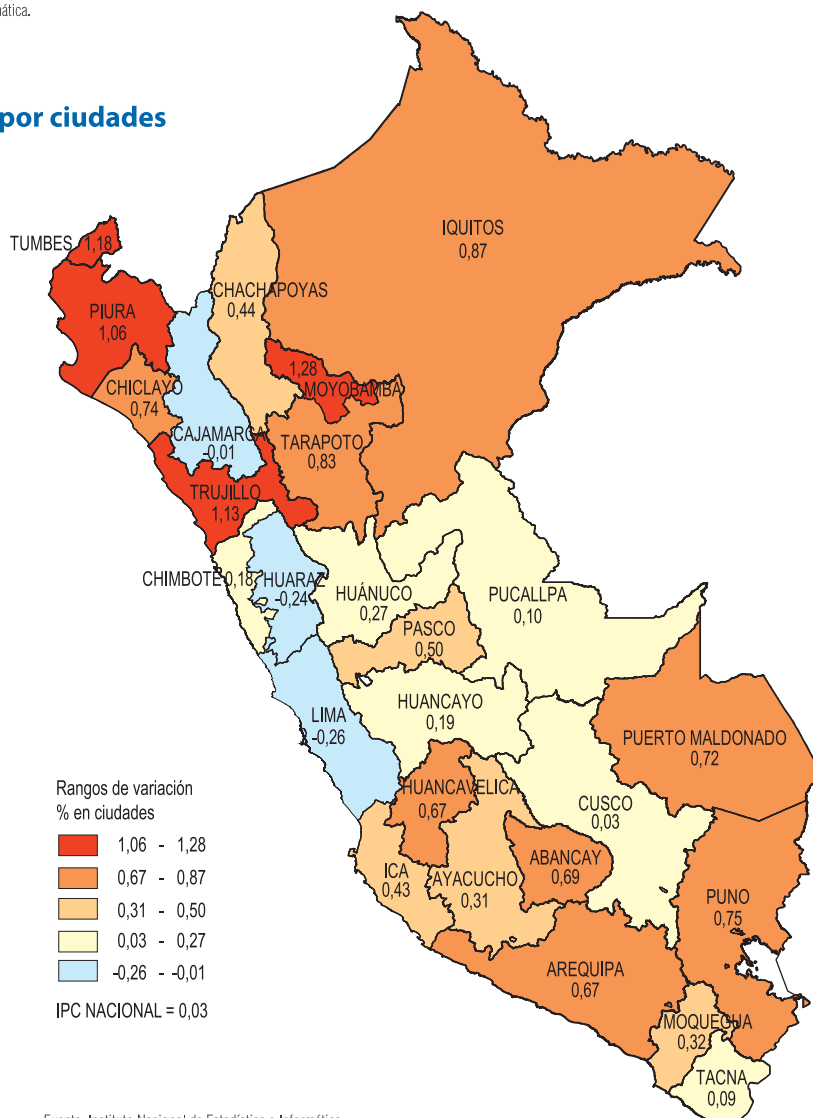 mática.
por ciudades
IQUITOS
0,87
TUMBES 1,18
CHACHAPOYAS
0,44
PIURA
1,06
1,28
MOYOBAMBA
CHICLAYO
0,74
CAJAMARCA
-0,01
TARAPOTO
0,83
TRUJILLO
1,13
CHIMBOTE 0,18
HUARAZ
-0,24
HUÁNUCO
0,27
PUCALLPA
0,10
PASCO
0,50
HUANCAYO
0,19
LIMA
-0,26
PUERTO MALDONADO
0,72
HUANCAVELICA
0,67
CUSCO
0,03
ABANCAY
0,69
ICA
0,43
AYACUCHO
0,31
PUNO
0,75
AREQUIPA
0,67
MOQUEGUA
0,32
TACNA
0,09
Rangos de variación
% en ciudades
1,06 - 1,28
0,67 - 0,87
0,31 - 0,50
0,03 - 0,27
-0,26 - -0,01
IPC NACIONAL = 0,03